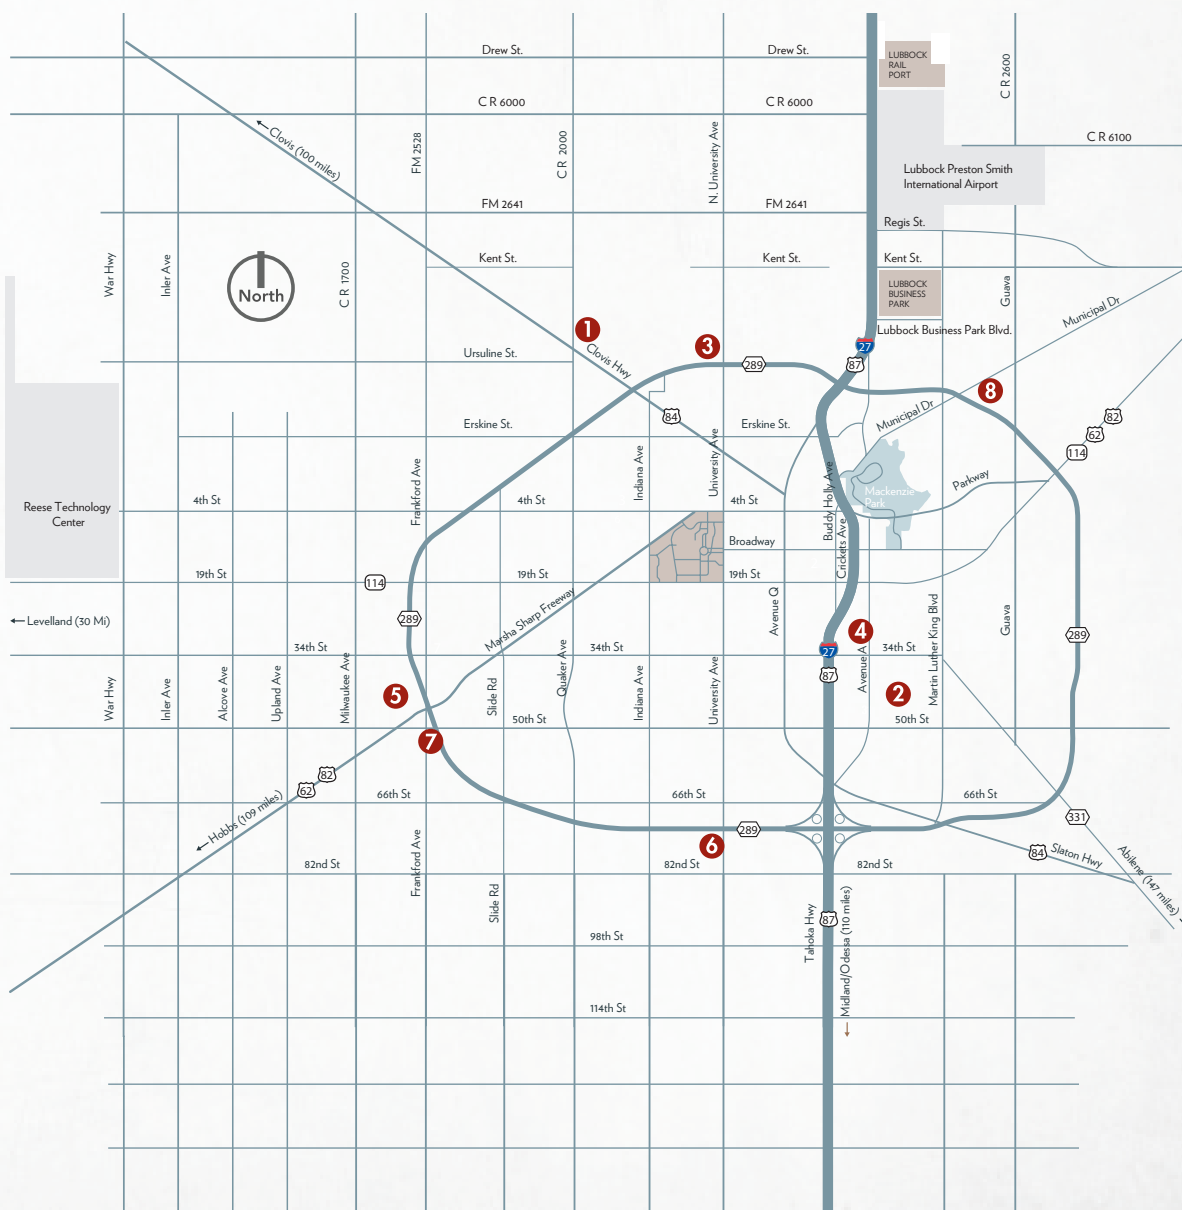 Drew St.
Drew St.
LUBBOCK
RAIL
PORT
C R 2600
C R 6000
C R 6000
C R 6100
Clovis (100 miles)
FM 2528
C R 2000
N. University Ave
Lubbock Preston Smith
International Airport
FM 2641
FM 2641
Regis St.
War Hwy
Inler Ave
North
C R 1700
Kent St.
Kent St.
Kent St.
LUBBOCK
BUSINESS
PARK
Guava
Municipal Dr
Lubbock Business Park Blvd.
1
3
27
Ursuline St.
Clovis Hwy
289
87
8
84
Municipal Dr
82
62
114
Erskine St.
Erskine St.
Frankford Ave
Indiana Ave
University Ave
Buddy Holly Ave
Mackenzie
Park
Parkway
Reese Technology
Center
4th St
4th St
4th St
Broadway
Crickets Ave
114
19th St
19th St
19th St
Levelland (30 Mi)
289
Marsha Sharp Freeway
Avenue Q
Martin Luther King Blvd
Guava
289
4
34th St
34th St
27
34th St
87
Avenue A
War Hwy
Inler Ave
Alcove Ave
Upland Ave
Milwaukee Ave
5
Slide Rd
Quaker Ave
Indiana Ave
University Ave
2
50th St
50th St
7
82
62
Hobbs (109 miles)
66th St
66th St
66th St
331
289
6
84
Slaton Hwy
Abilene (147 miles)
82nd St
82nd St
82nd St
Frankford Ave
Slide Rd
Tahoka Hwy
87
Midland/Odessa (110 miles)
98th St
114th St